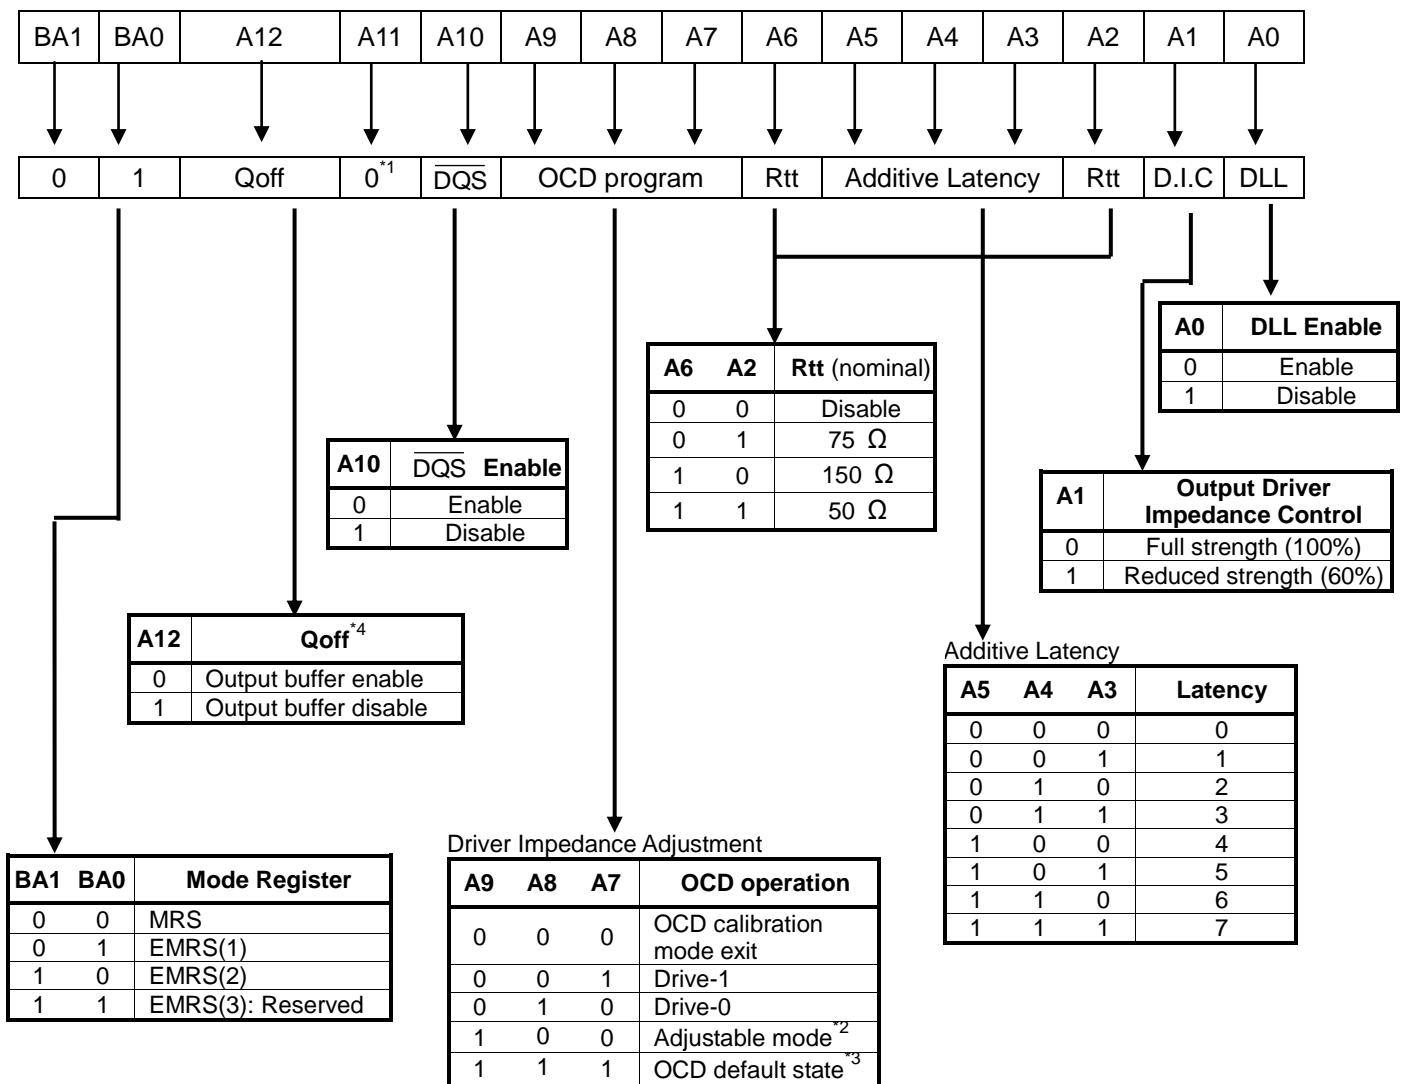 BA1 BA0 A12 A11 A10 A9 A8 A7 A6 A5 A4 A3 A2 A1 A0
0 1 Qoff 0*1 DQS OCD program Rtt Additive Latency Rtt D.I.C DLL
A0 DLL Enable
0 Enable
1 Disable
A6 A2 Rtt (nominal)
0 0 Disable
0 1 75 Ω
1 0 150 Ω
1 1 50 Ω
A10 DQS Enable
0 Enable
1 Disable
A1 Output Driver
Impedance Control
0 Full strength (100%)
1 Reduced strength (60%)
A12 Qoff*4
0 Output buffer enable
1 Output buffer disable
Additive Latency
A5 A4 A3 Latency
0 0 0 0
0 0 1 1
0 1 0 2
0 1 1 3
1 0 0 4
1 0 1 5
1 1 0 6
1 1 1 7
BA1 BA0 Mode Register
0 0 MRS
0 1 EMRS(1)
1 0 EMRS(2)
1 1 EMRS(3): Reserved
Driver Impedance Adjustment
A9 A8 A7 OCD operation
0 0 0 OCD calibration
mode exit
0 0 1 Drive-1
0 1 0 Drive-0
1 0 0 Adjustable mode*2
1 1 1 OCD default state*3